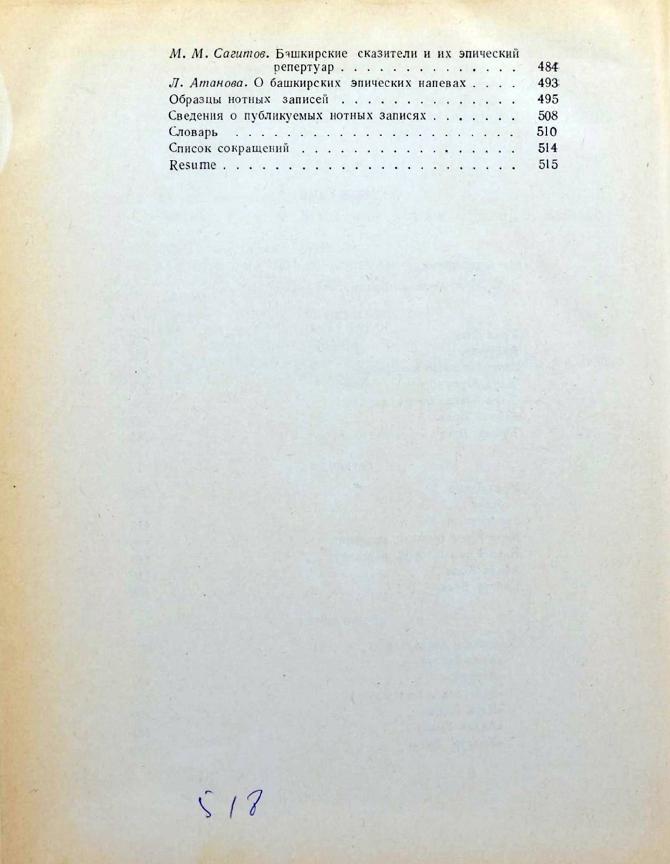 М. М. Сагитов. Башкирские сказители и их эпический
репертуар . . . . . . . . . . . . . . 484
Л. Атанова. О башкирских эпических напевах . . . . 493
Образцы нотных записей . . . . . . . . . . . . . . 495
Сведения о публикуемых нотных записях . . . . . . . 508
Словарь . . . . . . . . . . . . . . . . . . . . . . 510
Список сокращений . . . . . . . . . . . . . . . . . 514
Resume . . . . . . . . . . . . . . . . . . . . . . 515
518